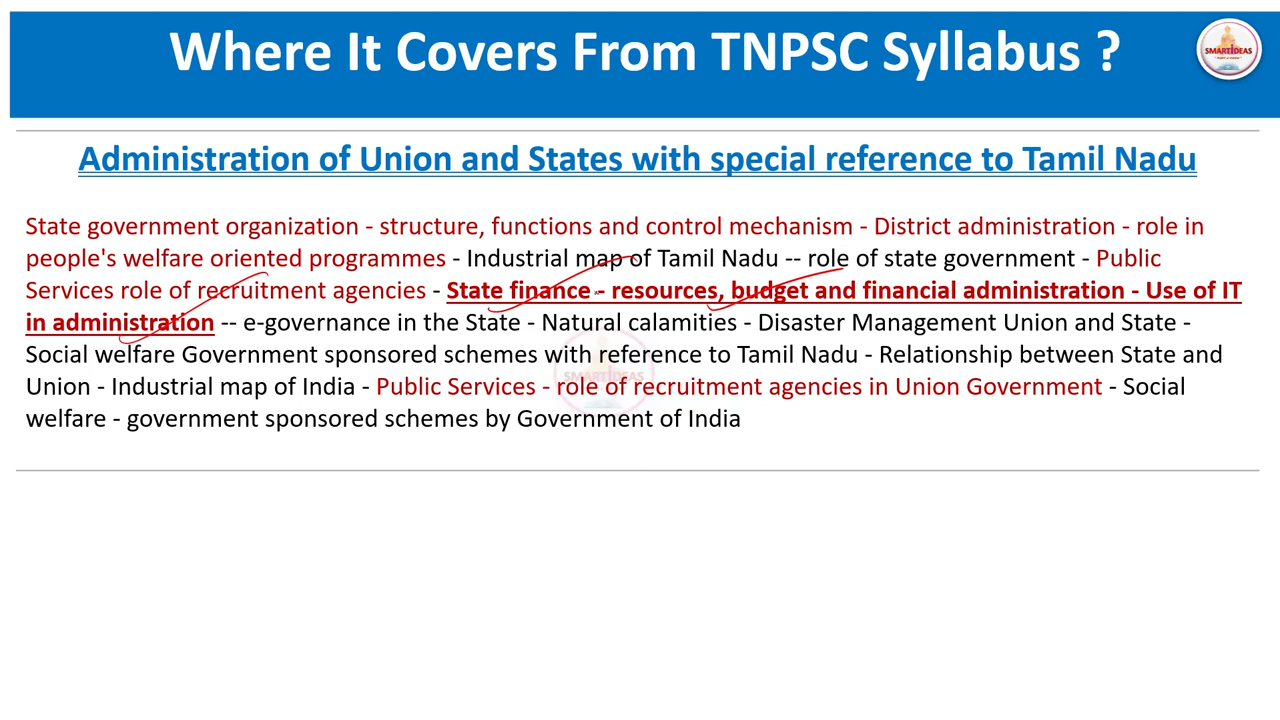 Where It Covers From TNPSC Syllabus ?
SMARTIDEAS
Administration of Union and States with special reference to Tamil Nadu
State government organization - structure, functions and control mechanism - District administration - role in
people's welfare oriented programmes - Industrial map of Tamil Nadu -- role of state government - Public
Services role of recruitment agencies - State finance - resources, budget and financial administration - Use of IT
in administration -- e-governance in the State - Natural calamities - Disaster Management Union and State -
Social welfare Government sponsored schemes with reference to Tamil Nadu - Relationship between State and
Union - Industrial map of India - Public Services - role of recruitment agencies in Union Government - Social
SMARTIDEAS
welfare - government sponsored schemes by Government of India